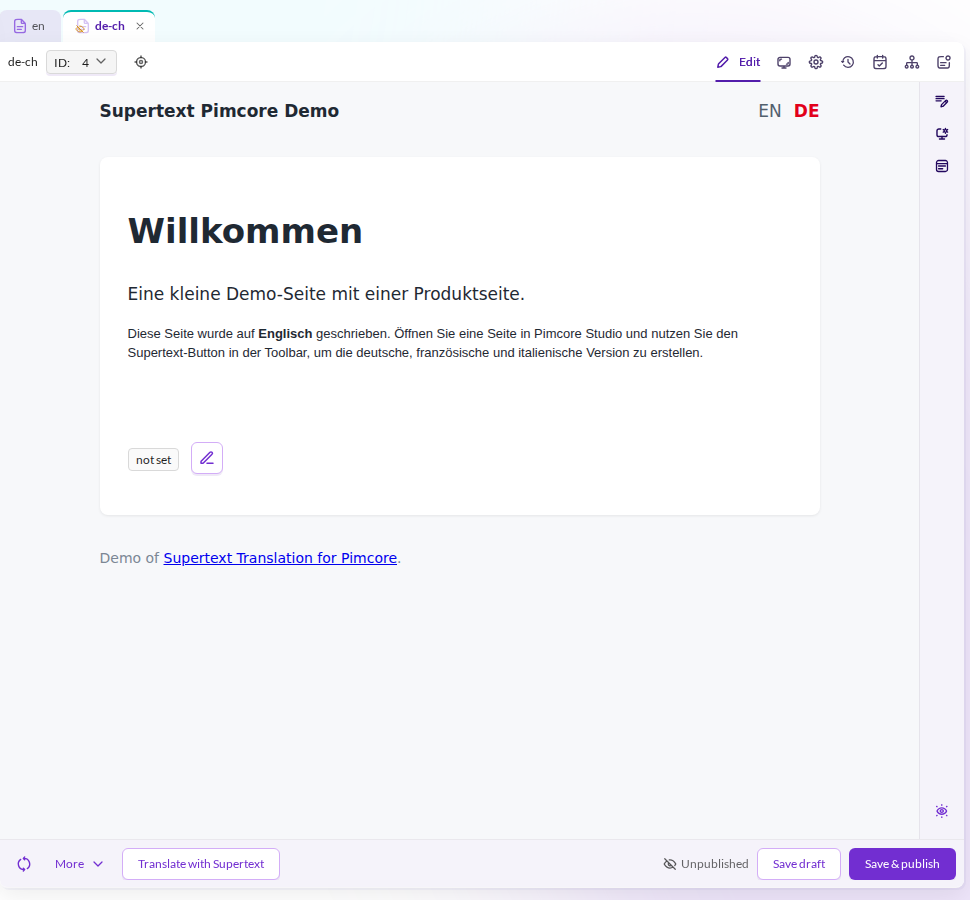 en
de-ch
de-ch
ID: 4
Edit
Supertext Pimcore Demo
EN DE
Willkommen
Eine kleine Demo-Seite mit einer Produktseite.
Diese Seite wurde auf Englisch geschrieben. Öffnen Sie eine Seite in Pimcore Studio und nutzen Sie den
Supertext-Button in der Toolbar, um die deutsche, französische und italienische Version zu erstellen.
not set
Demo of Supertext Translation for Pimcore.
More
Translate with Supertext
Unpublished
Save draft
Save & publish